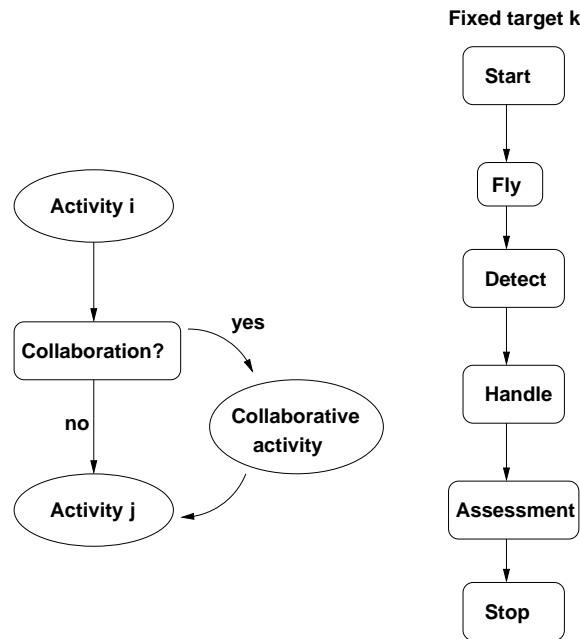 Fixed target k
Start
Fly
Detect
Handle
Assessment
Stop
Activity i
Collaboration?
yes
no
Collaborative
activity
Activity j